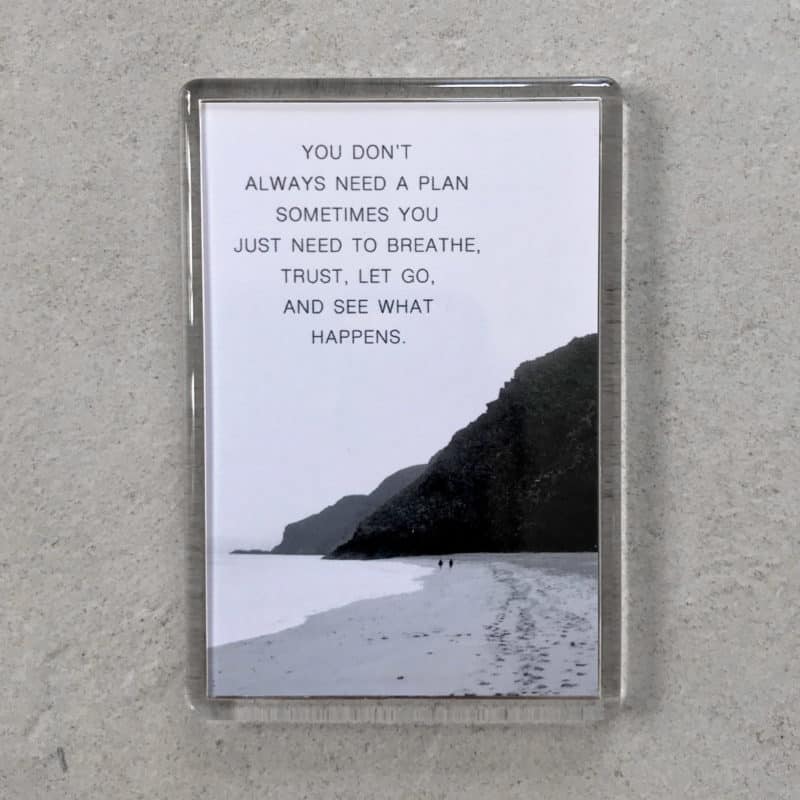 YOU DON'T
ALWAYS NEED A PLAN
SOMETIMES YOU
JUST NEED TO BREATHE,
TRUST, LET GO,
AND SEE WHAT
HAPPENS.